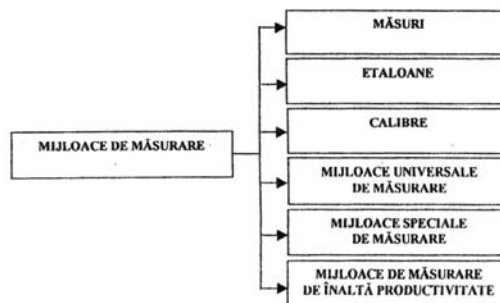 MĂSURI
ETALOANE
CALIBRE
MIJLOACE DE MĂSURARE
MIJLOACE UNIVERSALE
DE MĂSURARE
MIJLOACE SPECIALE
DE MĂSURARE
MIJLOACE DE MĂSURARE
DE ÎNALTĂ PRODUCTIVITATE